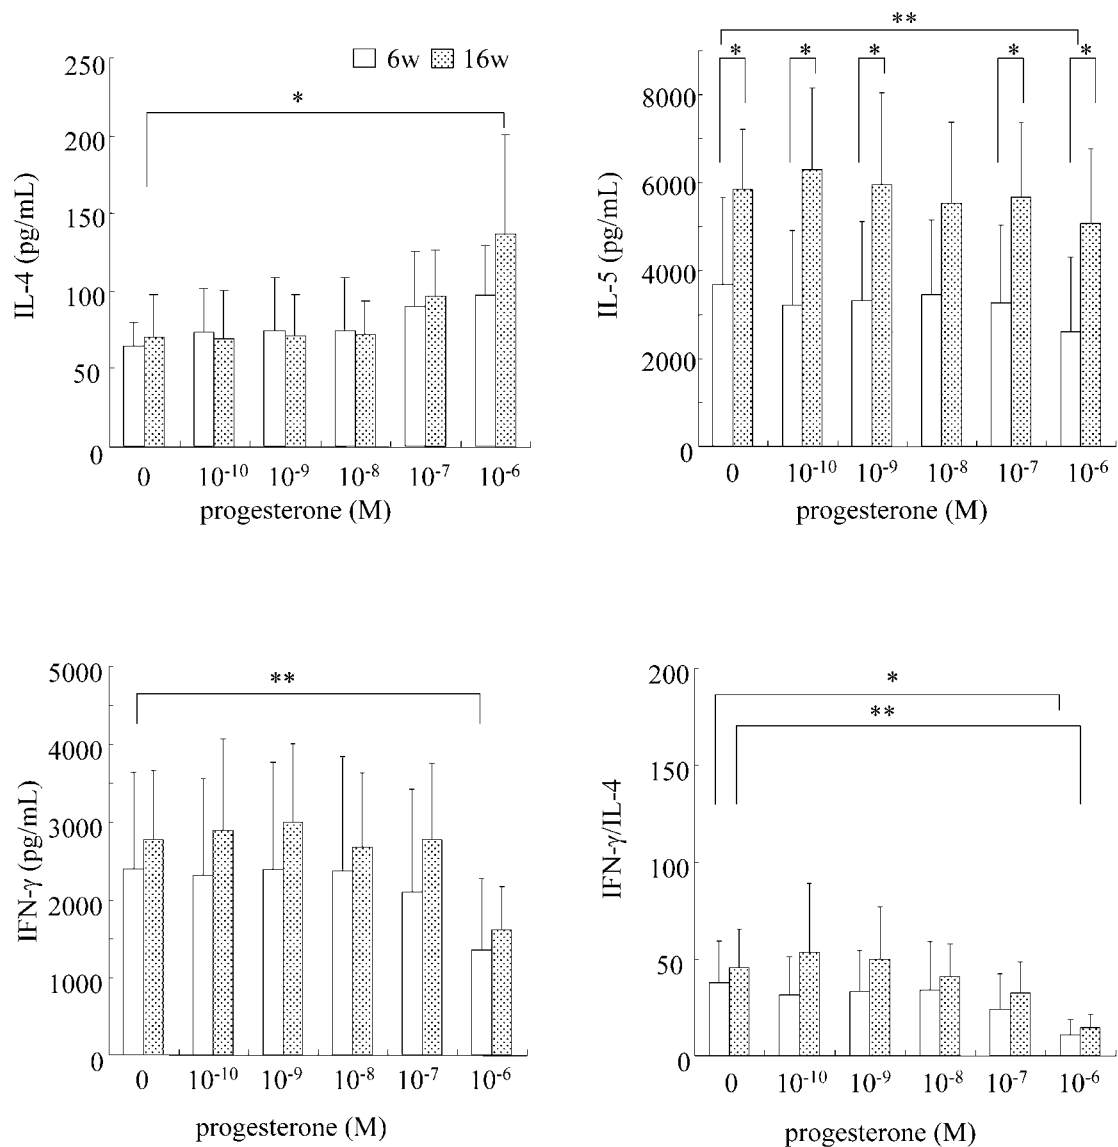 6w 16w
*
250
200
150
100
50
0
IL-4 (pg/mL)
0 10⁻¹⁰ 10⁻⁹ 10⁻⁸ 10⁻⁷ 10⁻⁶
progesterone (M)
**
* * * * *
8000
6000
4000
2000
0
IL-5 (pg/mL)
0 10⁻¹⁰ 10⁻⁹ 10⁻⁸ 10⁻⁷ 10⁻⁶
progesterone (M)
**
5000
4000
3000
2000
1000
0
IFN-γ (pg/mL)
0 10⁻¹⁰ 10⁻⁹ 10⁻⁸ 10⁻⁷ 10⁻⁶
progesterone (M)
*
**
200
150
100
50
0
IFN-γ/IL-4
0 10⁻¹⁰ 10⁻⁹ 10⁻⁸ 10⁻⁷ 10⁻⁶
progesterone (M)